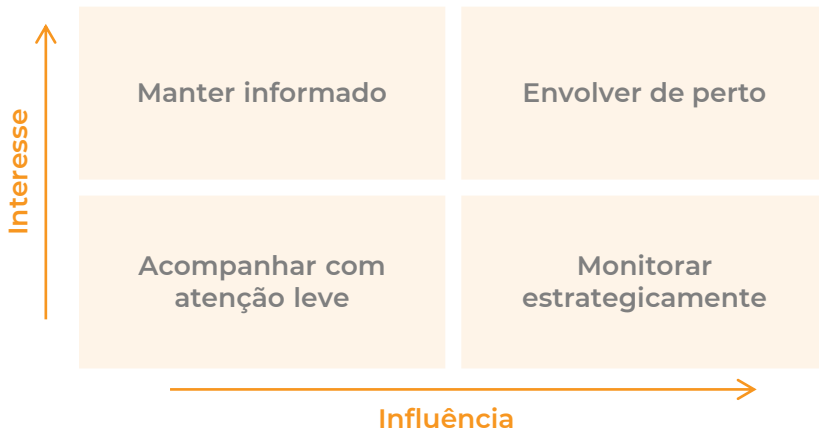 Interesse
Manter informado
Envolver de perto
Acompanhar com
atenção leve
Monitorar
estrategicamente
Influência